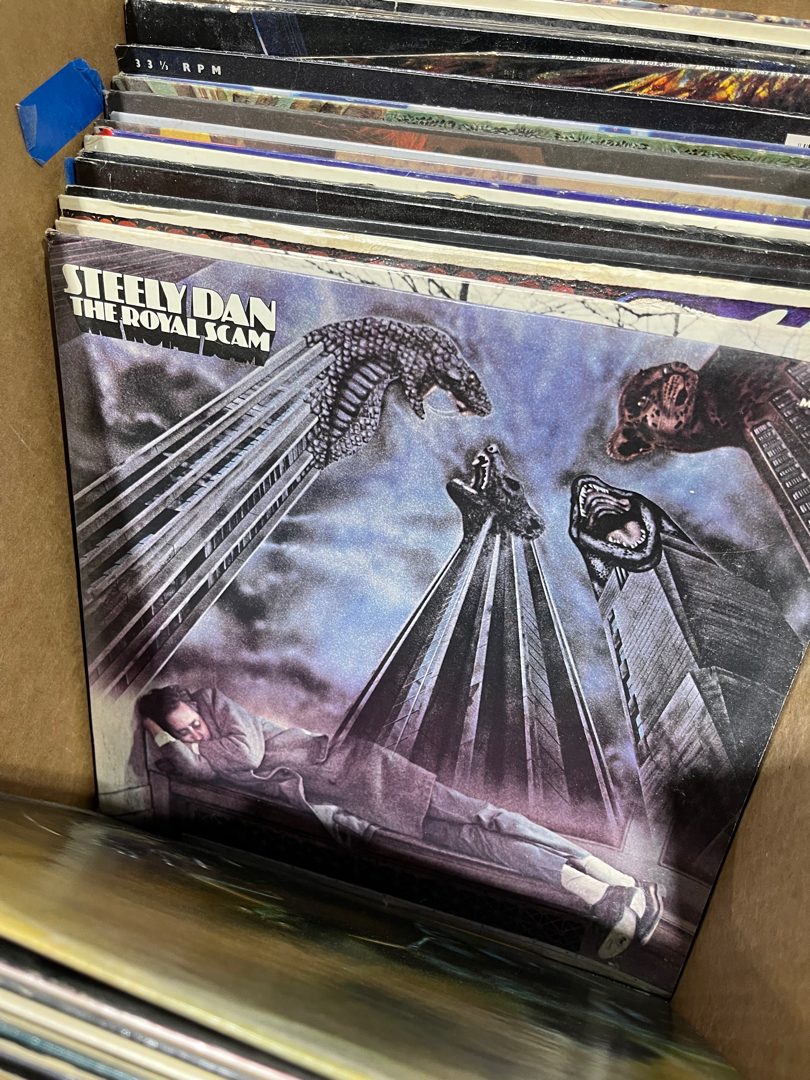 33⅓ RPM
STEELY DAN
THE ROYAL SCAM